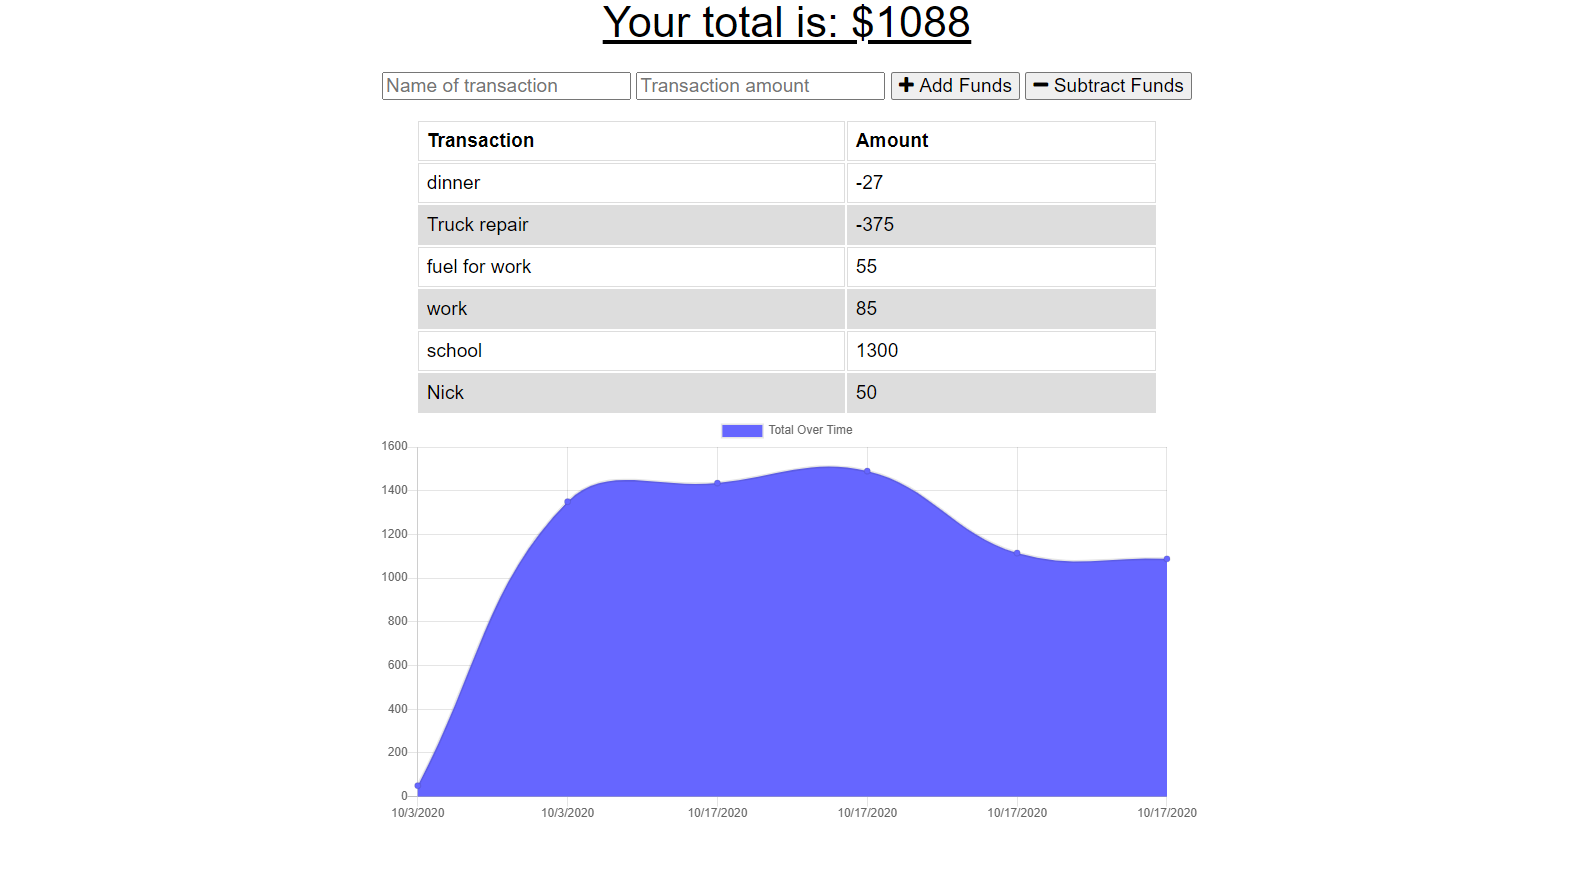 Your total is: $1088
Name of transaction Transaction amount Add Funds Subtract Funds
Transaction Amount
dinner -27
Truck repair -375
fuel for work 55
work 85
school 1300
Nick 50
Total Over Time
1600
1400
1200
1000
800
600
400
200
0
10/3/2020 10/3/2020 10/17/2020 10/17/2020 10/17/2020 10/17/2020